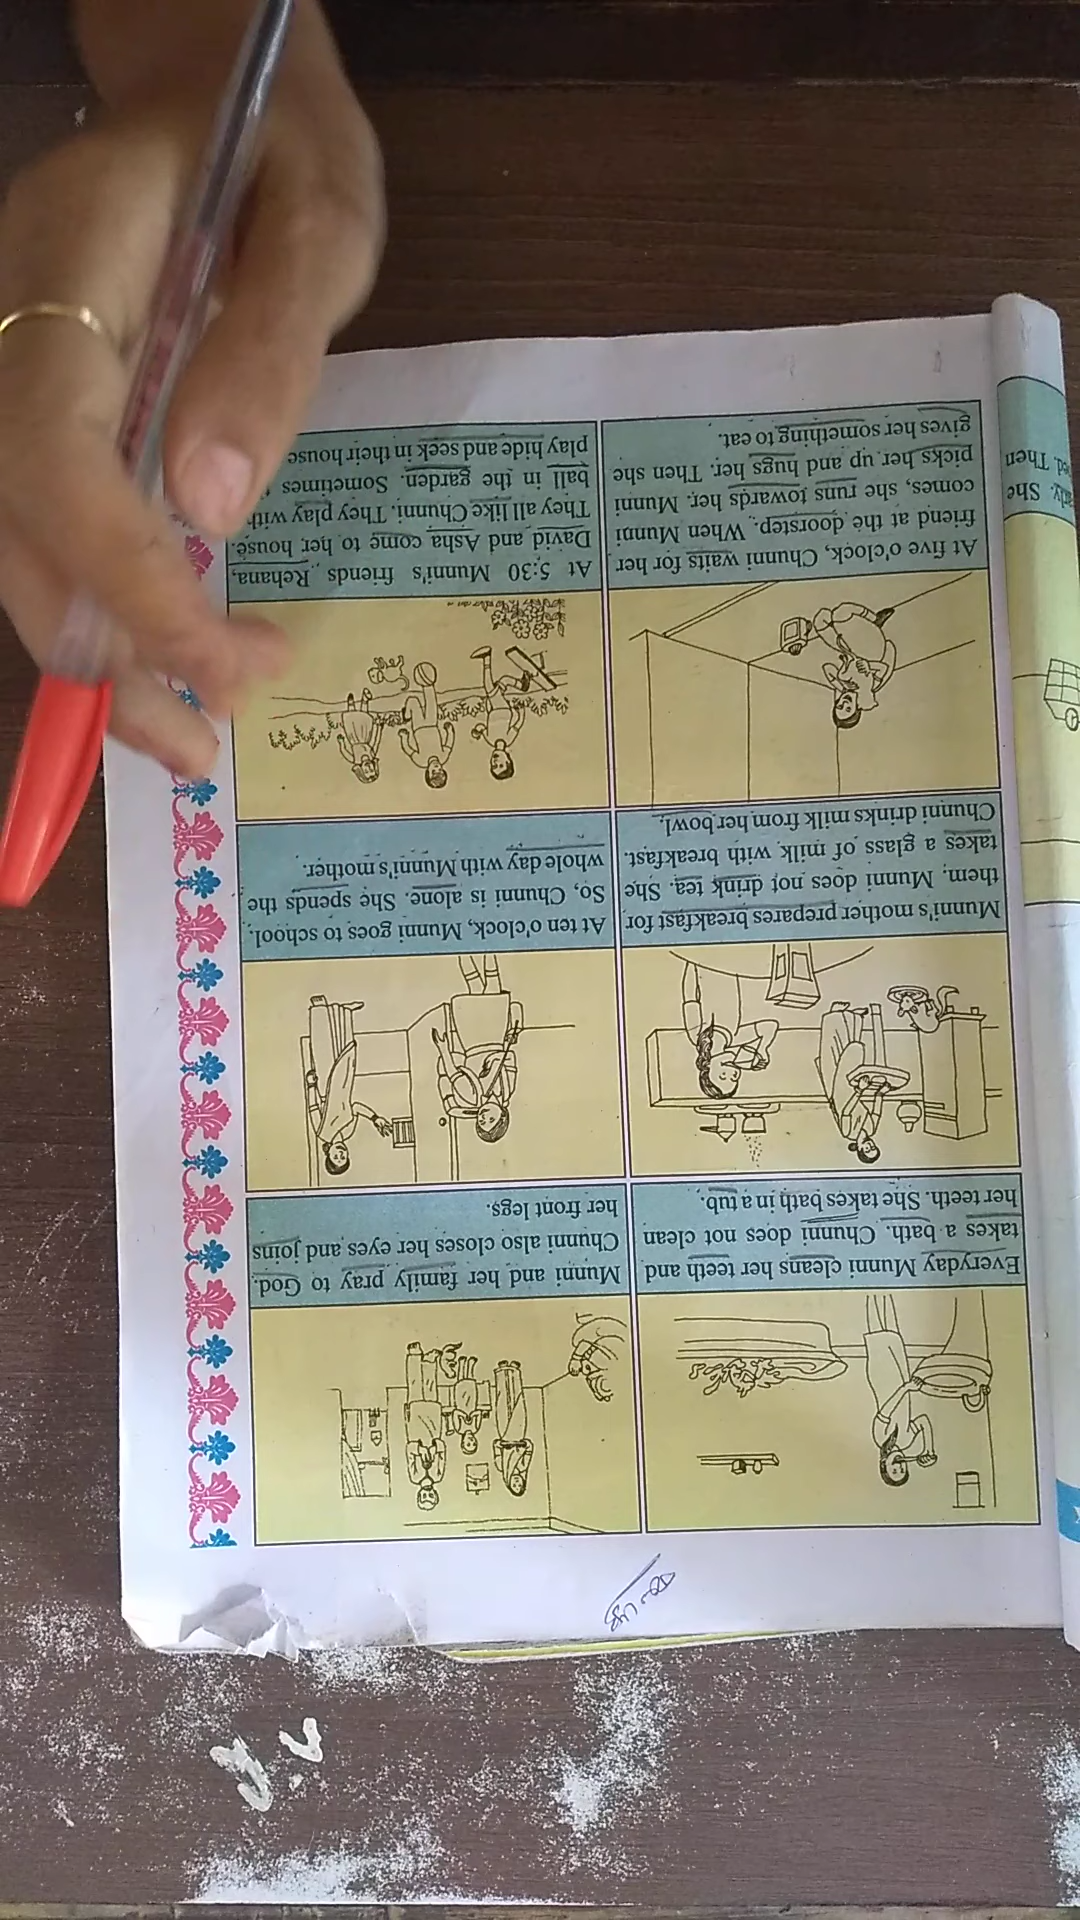 Everyday Munni cleans her teeth and
takes a bath. Chunni does not clean
her teeth. She takes bath in a tub.
Munni and her family pray to God.
Chunni also closes her eyes and joins
her front legs.
Munni's mother prepares breakfast for
them. Munni does not drink tea. She
takes a glass of milk with breakfast.
Chunni drinks milk from her bowl.
At ten o'clock, Munni goes to school.
So, Chunni is alone. She spends the
whole day with Munni's mother.
At five o'clock, Chunni waits for her
friend at the doorstep. When Munni
comes, she runs towards her. Munni
picks her up and hugs her. Then she
gives her something to eat.
At 5:30 Munni's friends Rehana,
David and Asha come to her house.
They all like Chunni. They play with
ball in the garden. Sometimes
play hide and seek in their house
She
Then